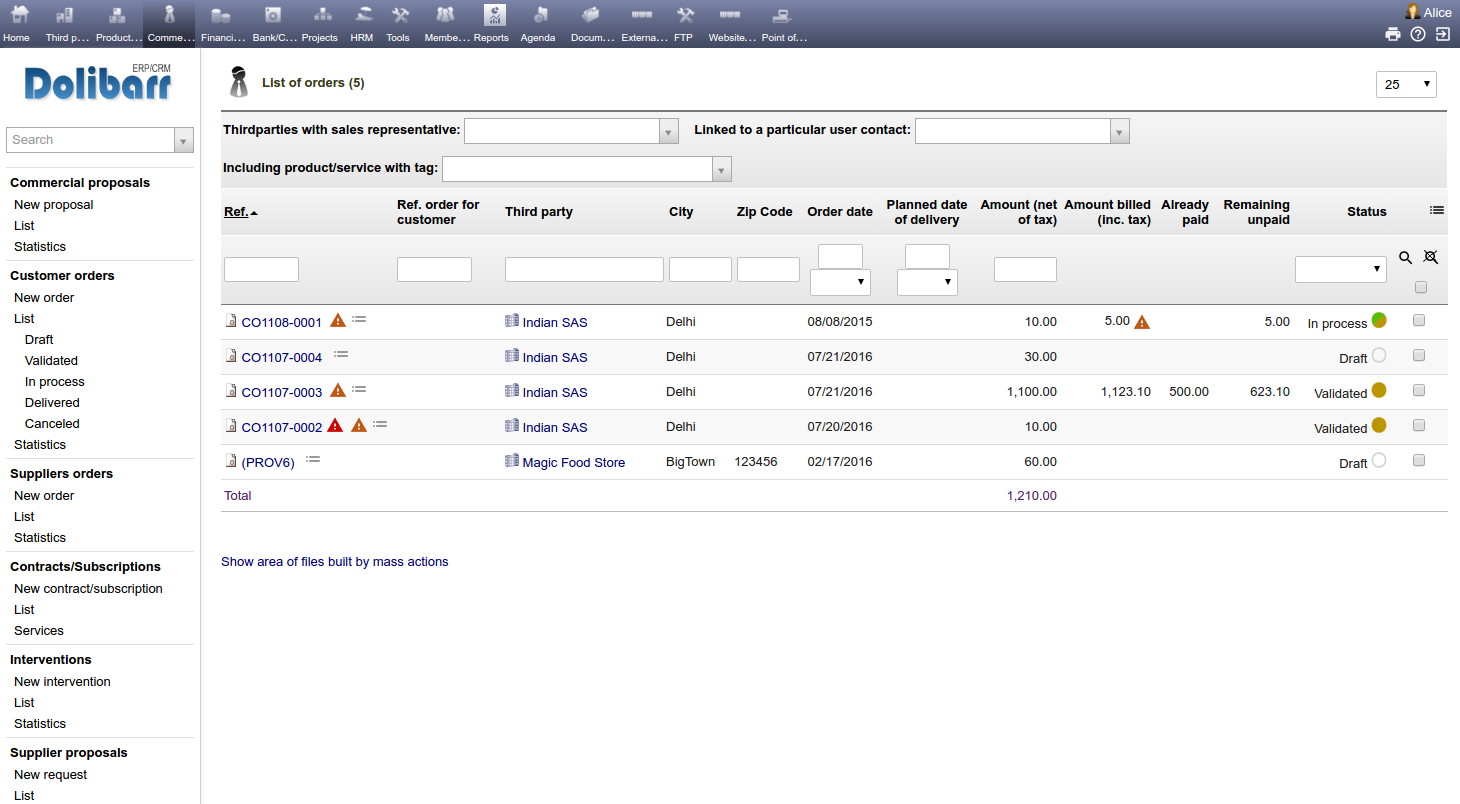 Alice
Home Third p... Product... Comme... Financi... Bank/C... Projects HRM Tools Membe... Reports Agenda Docum... Externa... FTP Website... Point of...
ERP/CRM
Dolibarr
Search
Commercial proposals
New proposal
List
Statistics
Customer orders
New order
List
Draft
Validated
In process
Delivered
Canceled
Statistics
Suppliers orders
New order
List
Statistics
Contracts/Subscriptions
New contract/subscription
List
Services
Interventions
New intervention
List
Statistics
Supplier proposals
New request
List
List of orders (5)
25
Thirdparties with sales representative: Linked to a particular user contact:
Including product/service with tag:
Ref. Ref. order for customer Third party City Zip Code Order date Planned date of delivery Amount (net of tax) Amount billed (inc. tax) Already paid Remaining unpaid Status
CO1108-0001 Indian SAS Delhi 08/08/2015 10.00 5.00 5.00 In process
CO1107-0004 Indian SAS Delhi 07/21/2016 30.00 Draft
CO1107-0003 Indian SAS Delhi 07/21/2016 1,100.00 1,123.10 500.00 623.10 Validated
CO1107-0002 Indian SAS Delhi 07/20/2016 10.00 Validated
(PROV6) Magic Food Store BigTown 123456 02/17/2016 60.00 Draft
Total 1,210.00
Show area of files built by mass actions